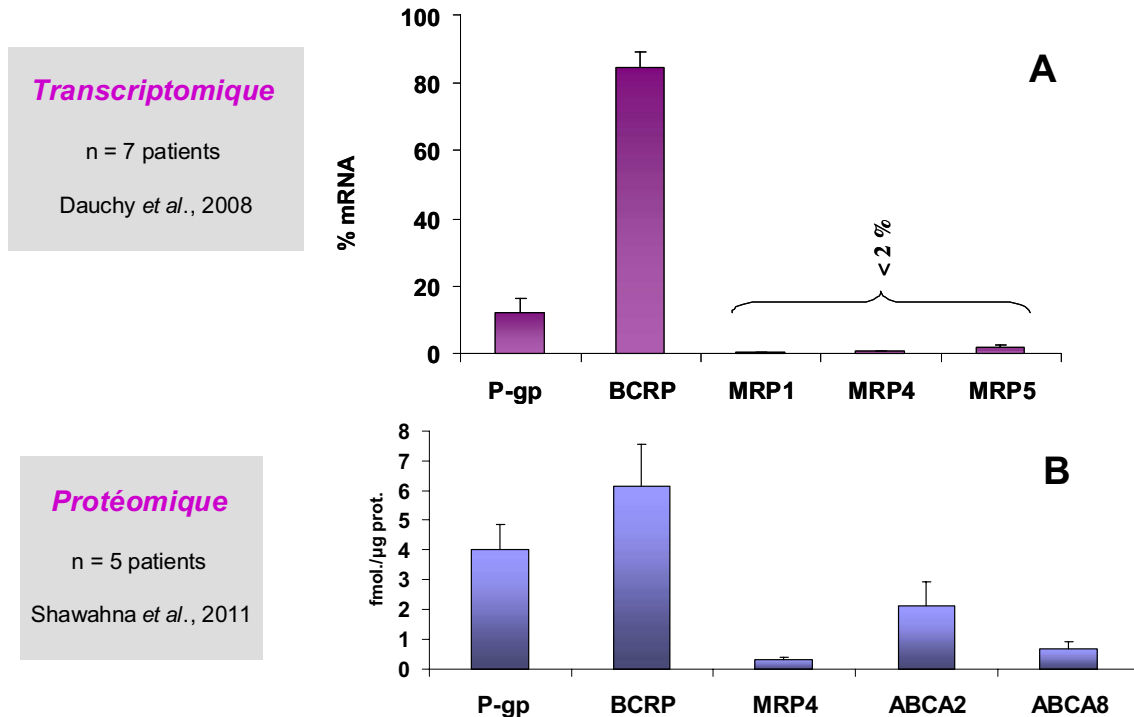 Transcriptomique
n = 7 patients
Dauchy et al., 2008
A
% mRNA
100
80
60
40
20
0
< 2 %
P-gp BCRP MRP1 MRP4 MRP5
Protéomique
n = 5 patients
Shawahna et al., 2011
B
fmol./µg prot.
8
7
6
5
4
3
2
1
0
P-gp BCRP MRP4 ABCA2 ABCA8